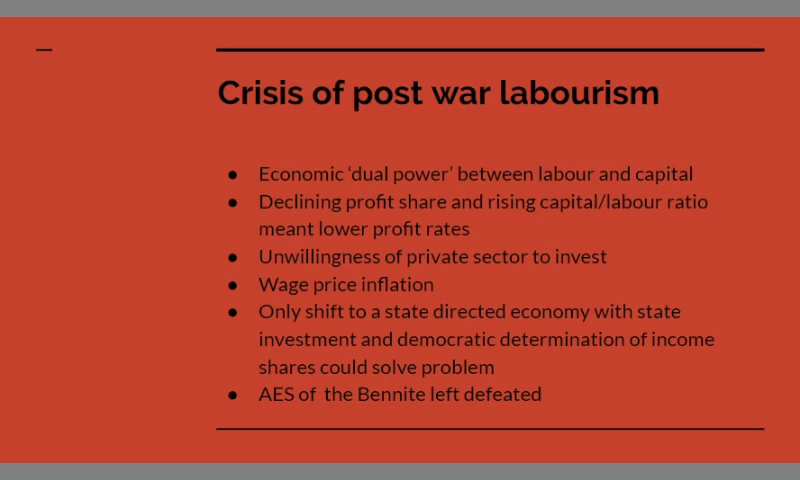 Crisis of post war labourism
● Economic ‘dual power’ between labour and capital
● Declining profit share and rising capital/labour ratio
meant lower profit rates
● Unwillingness of private sector to invest
● Wage price inflation
● Only shift to a state directed economy with state
investment and democratic determination of income
shares could solve problem
● AES of  the Bennite left defeated